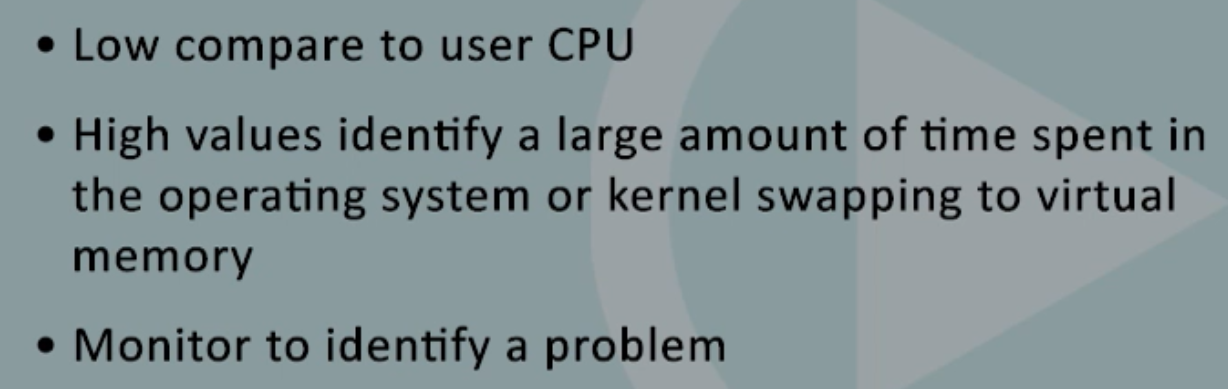 • Low compare to user CPU
• High values identify a large amount of time spent in
the operating system or kernel swapping to virtual
memory
• Monitor to identify a problem